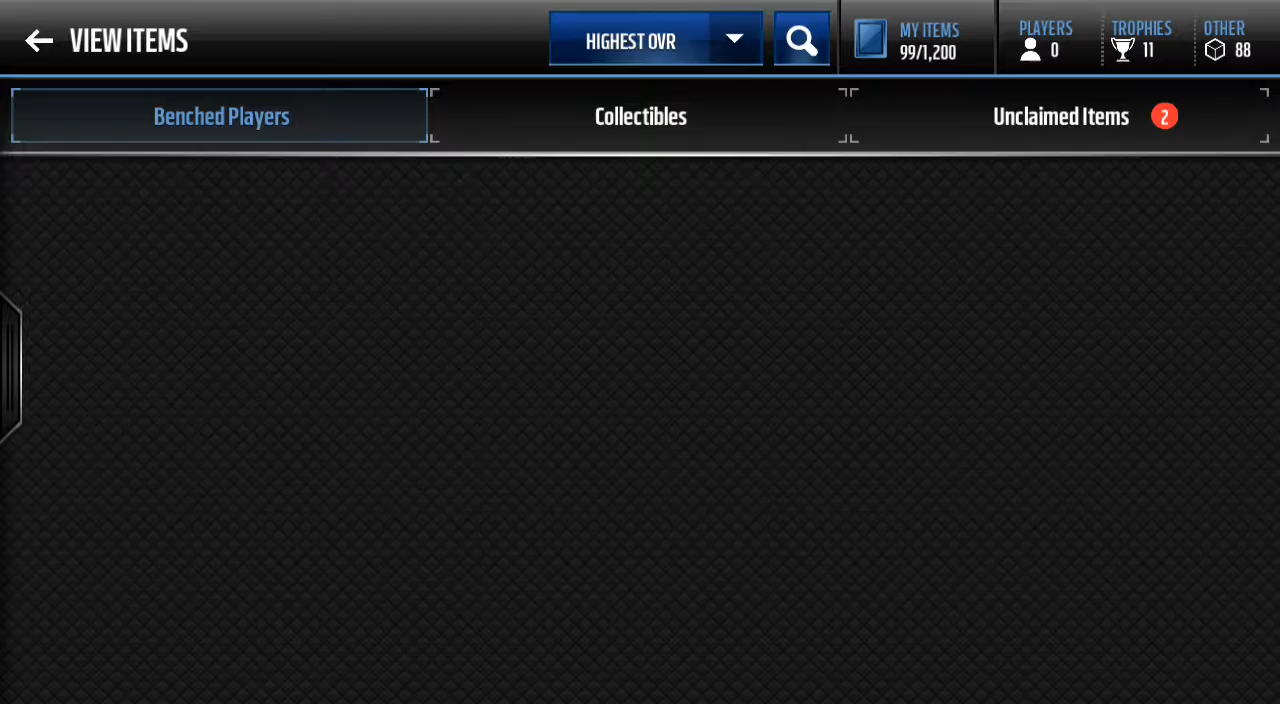 VIEW ITEMS
HIGHEST OVR
MY ITEMS
99/1,200
PLAYERS
0
TROPHIES
11
OTHER
88
Benched Players
Collectibles
Unclaimed Items 2